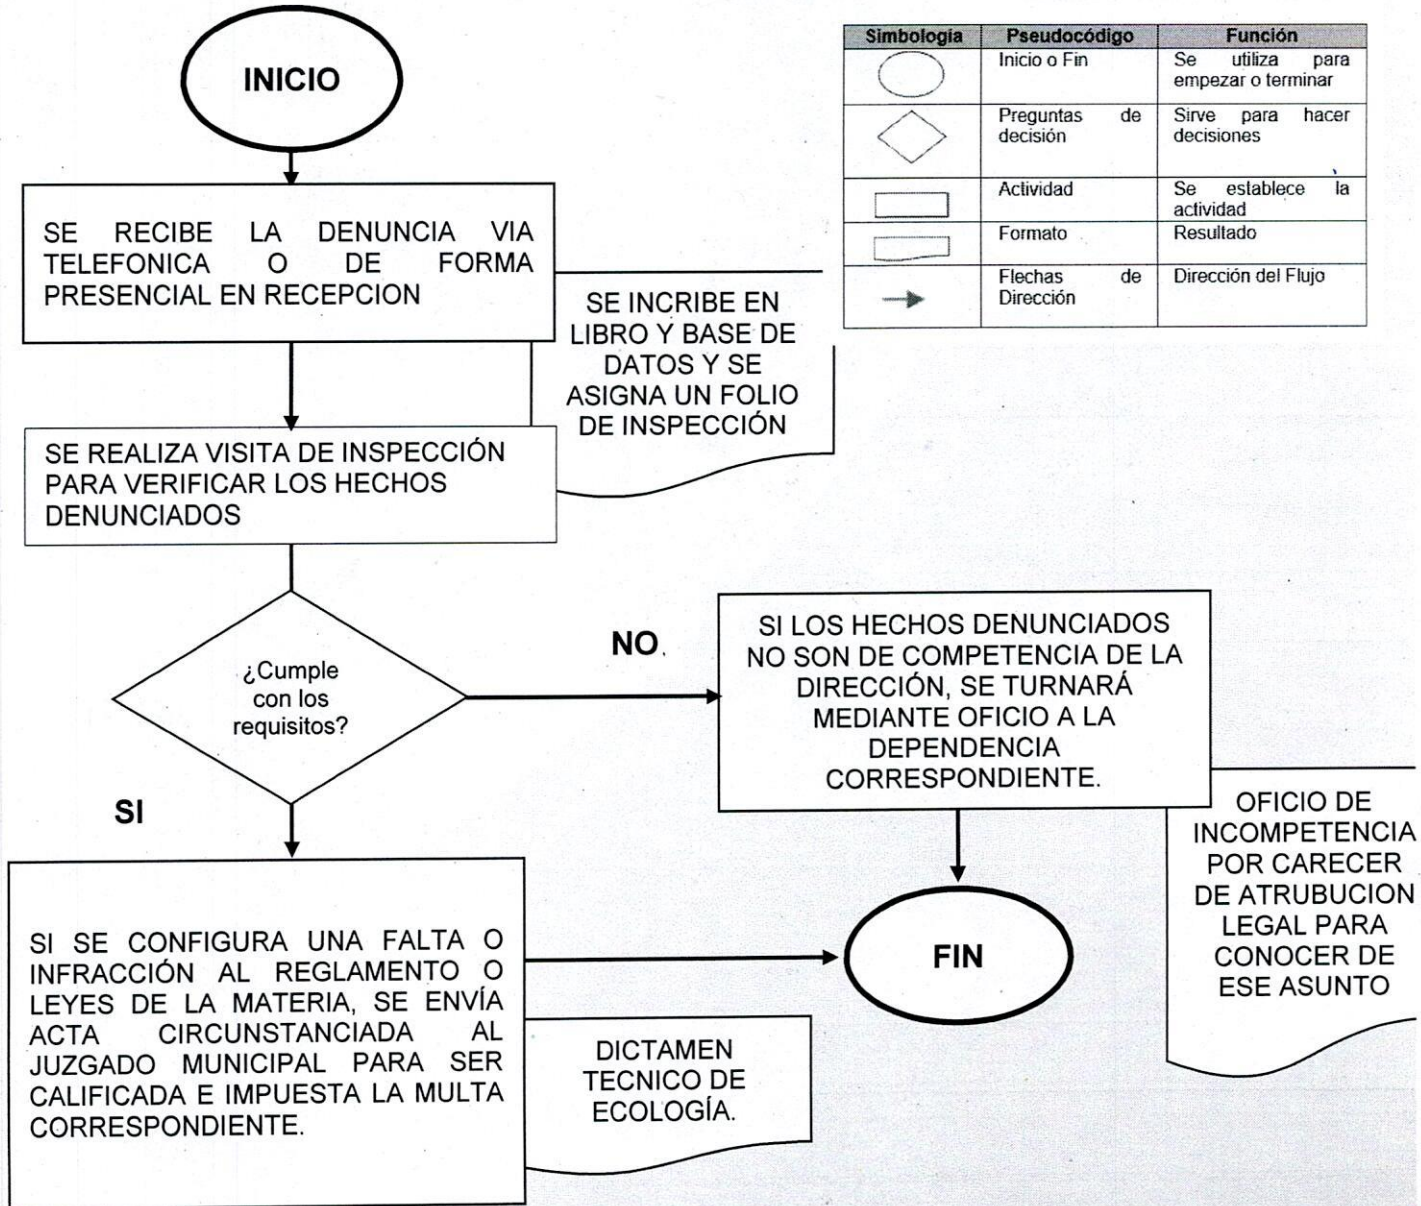 INICIO
Simbología Pseudocódigo Función
Inicio o Fin Se utiliza para
empezar o terminar
Preguntas de Sirve para hacer
decisión decisiones
Actividad Se establece la
actividad
Formato Resultado
Flechas de Dirección del Flujo
Dirección
SE RECIBE LA DENUNCIA VIA
TELEFONICA O DE FORMA
PRESENCIAL EN RECEPCION
SE INCRIBE EN
LIBRO Y BASE DE
DATOS Y SE
ASIGNA UN FOLIO
DE INSPECCIÓN
SE REALIZA VISITA DE INSPECCIÓN
PARA VERIFICAR LOS HECHOS
DENUNCIADOS
¿Cumple
con los
requisitos?
NO
SI LOS HECHOS DENUNCIADOS
NO SON DE COMPETENCIA DE LA
DIRECCIÓN, SE TURNARÁ
MEDIANTE OFICIO A LA
DEPENDENCIA
CORRESPONDIENTE.
OFICIO DE
INCOMPETENCIA
POR CARECER
DE ATRUBUCION
LEGAL PARA
CONOCER DE
ESE ASUNTO
SI
SI SE CONFIGURA UNA FALTA O
INFRACCIÓN AL REGLAMENTO O
LEYES DE LA MATERIA, SE ENVÍA
ACTA CIRCUNSTANCIADA AL
JUZGADO MUNICIPAL PARA SER
CALIFICADA E IMPUESTA LA MULTA
CORRESPONDIENTE.
FIN
DICTAMEN
TECNICO DE
ECOLOGÍA.